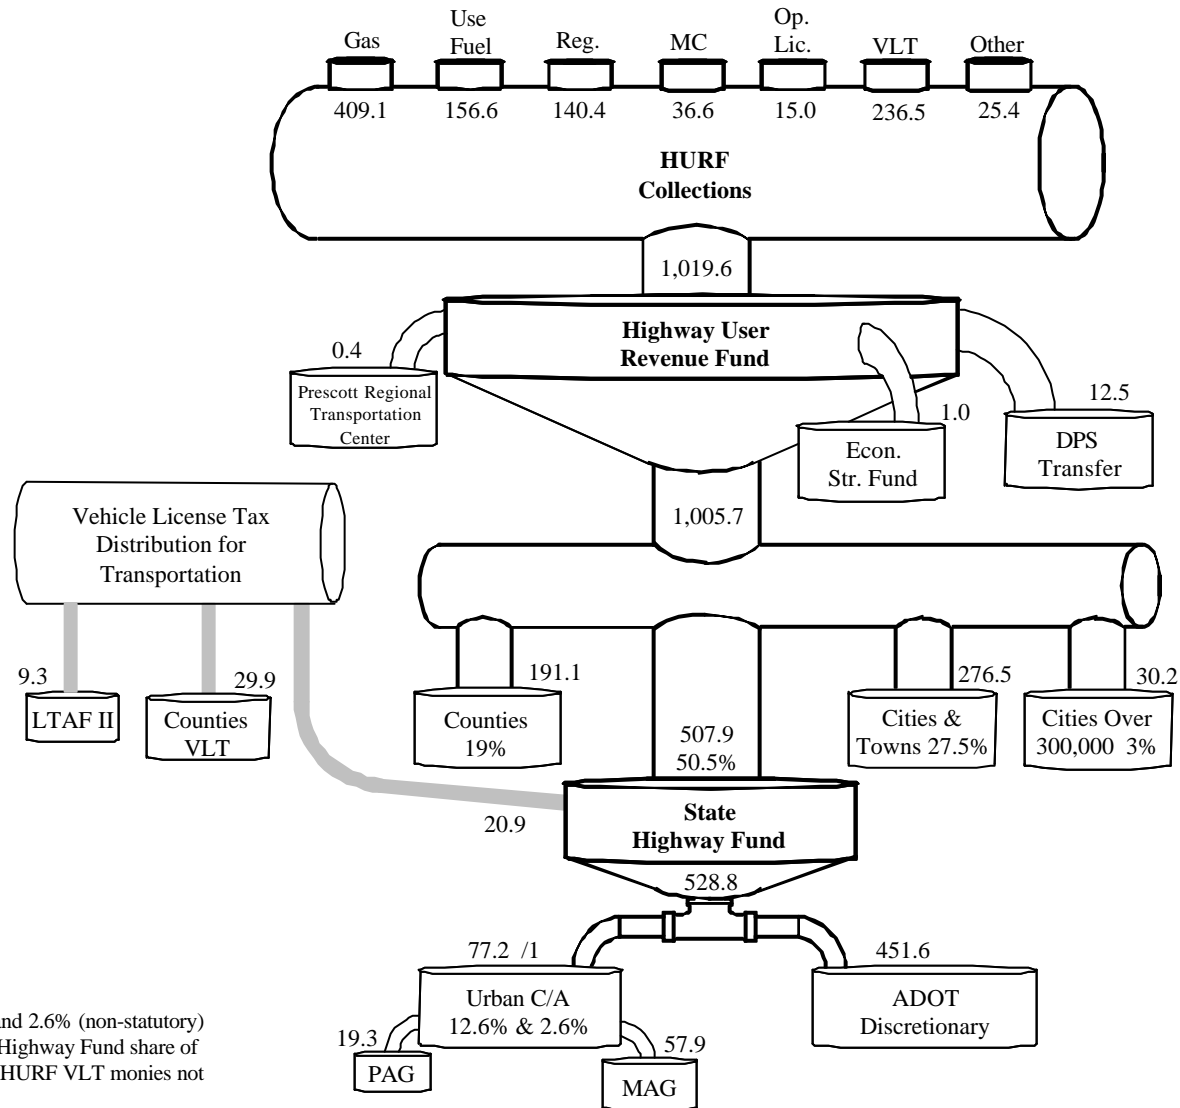 Gas
Use
Fuel
Reg.
MC
Op.
Lic.
VLT
Other
409.1
156.6
140.4
36.6
15.0
236.5
25.4
HURF
Collections
1,019.6
Highway User
Revenue Fund
0.4
Prescott Regional
Transportation
Center
1.0
Econ.
Str. Fund
12.5
DPS
Transfer
1,005.7
Vehicle License Tax
Distribution for
Transportation
9.3
LTAF II
29.9
Counties
VLT
20.9
191.1
Counties
19%
507.9
50.5%
276.5
Cities &
Towns 27.5%
30.2
Cities Over
300,000 3%
State
Highway Fund
528.8
77.2 /1
Urban C/A
12.6% & 2.6%
451.6
ADOT
Discretionary
19.3
PAG
57.9
MAG
and 2.6% (non-statutory)
Highway Fund share of
HURF VLT monies not